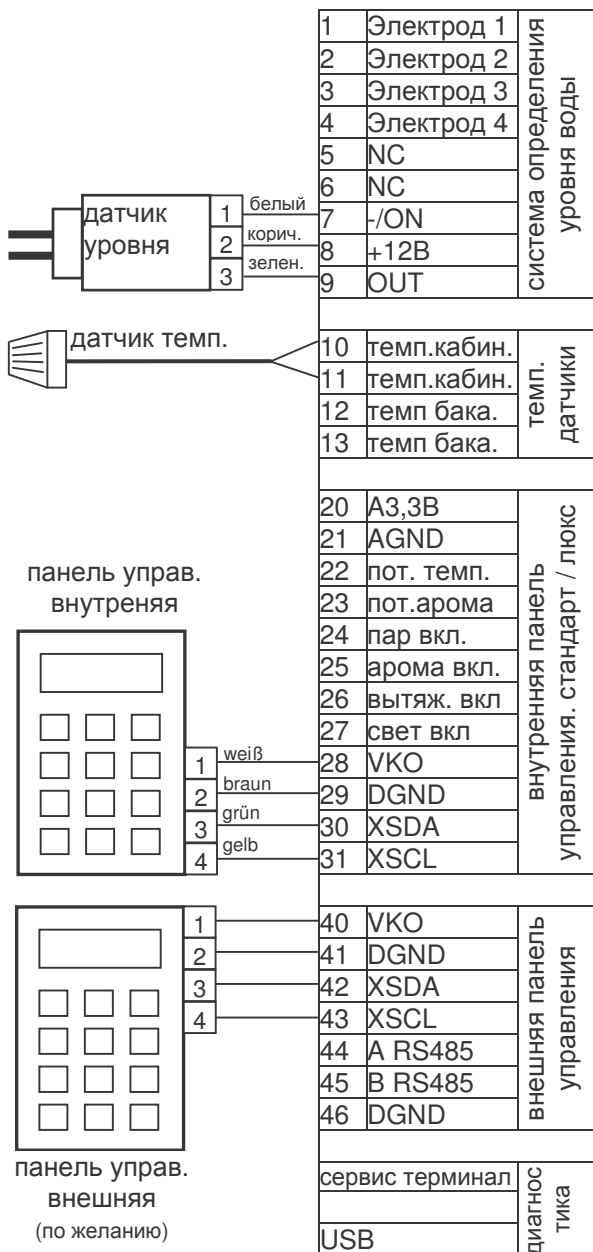 1 Электрод 1
2 Электрод 2
3 Электрод 3
4 Электрод 4
5 NC
6 NC
7 -/ON
8 +12В
9 OUT
система определения
уровня воды
датчик
уровня
1 белый
2 корич.
3 зелен.
датчик темп.
10 темп.кабин.
11 темп.кабин.
12 темп бака.
13 темп бака.
темп.
датчики
20 А3,3В
21 AGND
22 пот. темп.
23 пот.арома
24 пар вкл.
25 арома вкл.
26 вытяж. вкл
27 свет вкл
28 VKO
29 DGND
30 XSDA
31 XSCL
внутренняя панель
управления. стандарт / люкс
панель управ.
внутреняя
1 weiß
2 braun
3 grün
4 gelb
40 VKO
41 DGND
42 XSDA
43 XSCL
44 A RS485
45 B RS485
46 DGND
внешняя панель
управления
1
2
3
4
панель управ.
внешняя
(по желанию)
сервис терминал
USB
диагнос
тика